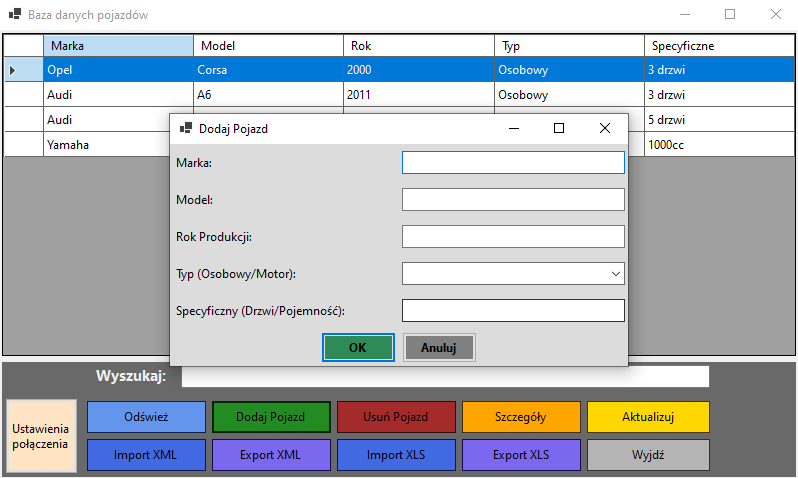 Baza danych pojazdów
Marka Model Rok Typ Specyficzne
Opel Corsa 2000 Osobowy 3 drzwi
Audi A6 2011 Osobowy 3 drzwi
Audi 5 drzwi
Yamaha 1000cc
Dodaj Pojazd
Marka:
Model:
Rok Produkcji:
Typ (Osobowy/Motor):
Specyficzny (Drzwi/Pojemność):
OK Anuluj
Wyszukaj:
Ustawienia
połączenia
Odśwież Dodaj Pojazd Usuń Pojazd Szczegóły Aktualizuj
Import XML Export XML Import XLS Export XLS Wyjdź